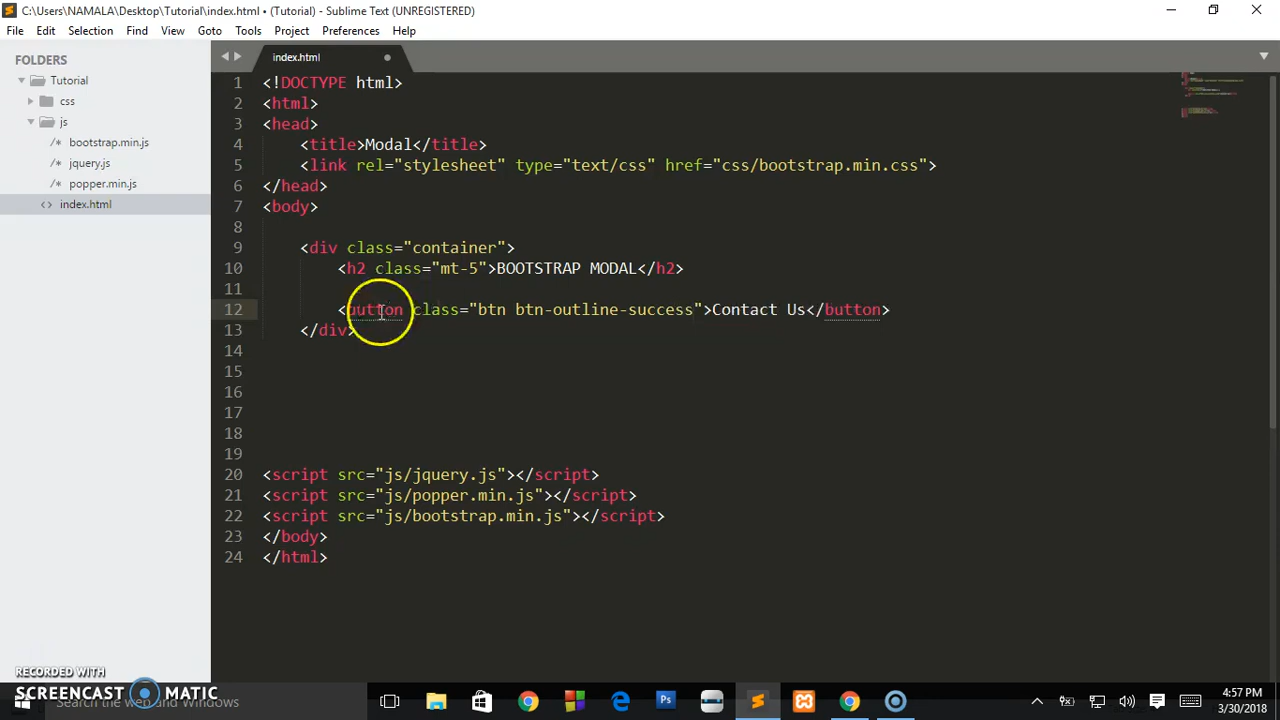 C:\Users\NAMALA\Desktop\Tutorial\index.html • (Tutorial) - Sublime Text (UNREGISTERED)
File Edit Selection Find View Goto Tools Project Preferences Help
FOLDERS
Tutorial
css
js
/* bootstrap.min.js
/* jquery.js
/* popper.min.js
<> index.html
index.html
1 <!DOCTYPE html>
2 <html>
3 <head>
4 <title>Modal</title>
5 <link rel="stylesheet" type="text/css" href="css/bootstrap.min.css">
6 </head>
7 <body>
8
9 <div class="container">
10 <h2 class="mt-5">BOOTSTRAP MODAL</h2>
11
12 <button class="btn btn-outline-success">Contact Us</button>
13 </div>
14
15
16
17
18
19
20 <script src="js/jquery.js"></script>
21 <script src="js/popper.min.js"></script>
22 <script src="js/bootstrap.min.js"></script>
23 </body>
24 </html>
RECORDED WITH
SCREENCAST MATIC
Search the web and Windows
Ps
4:57 PM
3/30/2018